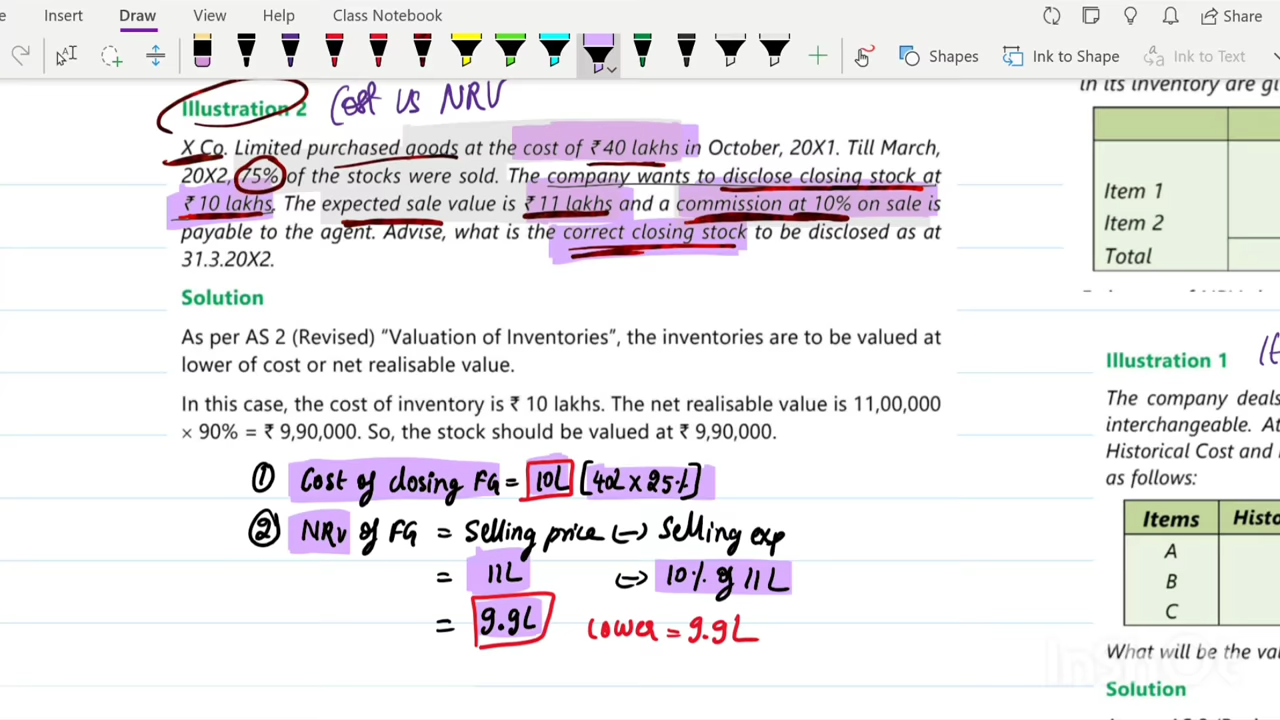 Insert Draw View Help Class Notebook Share
Shapes Ink to Shape Ink to Text
Illustration 2 Cost vs NRV
X Co. Limited purchased goods at the cost of ₹ 40 lakhs in October, 20X1. Till March,
20X2, 75% of the stocks were sold. The company wants to disclose closing stock at
₹ 10 lakhs. The expected sale value is ₹ 11 lakhs and a commission at 10% on sale is
payable to the agent. Advise, what is the correct closing stock to be disclosed as at
31.3.20X2.
Solution
As per AS 2 (Revised) “Valuation of Inventories”, the inventories are to be valued at
lower of cost or net realisable value.
In this case, the cost of inventory is ₹ 10 lakhs. The net realisable value is 11,00,000
× 90% = ₹ 9,90,000. So, the stock should be valued at ₹ 9,90,000.
① Cost of closing FG = 10L [40L x 25%]
② NRV of FG = Selling price (-) Selling exp
= 11L (-) 10% of 11 L
= 9.9L Lower = 9.9L
in its inventory are gi
Item 1
Item 2
Total
Illustration 1
The company deals
interchangeable. At
Historical Cost and
as follows:
Items Histo
A
B
C
What will be the val
Solution
InShOt